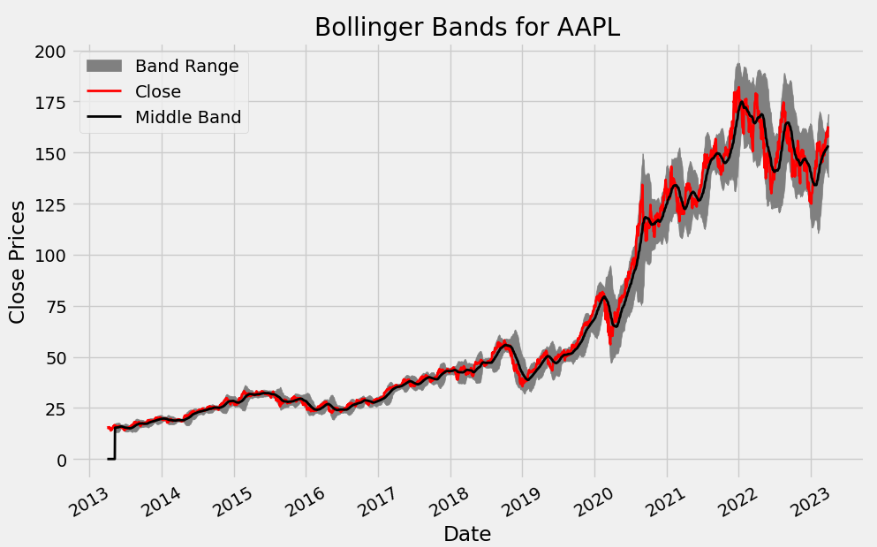 Bollinger Bands for AAPL
Band Range
Close
Middle Band
Close Prices
200
175
150
125
100
75
50
25
0
2013 2014 2015 2016 2017 2018 2019 2020 2021 2022 2023
Date